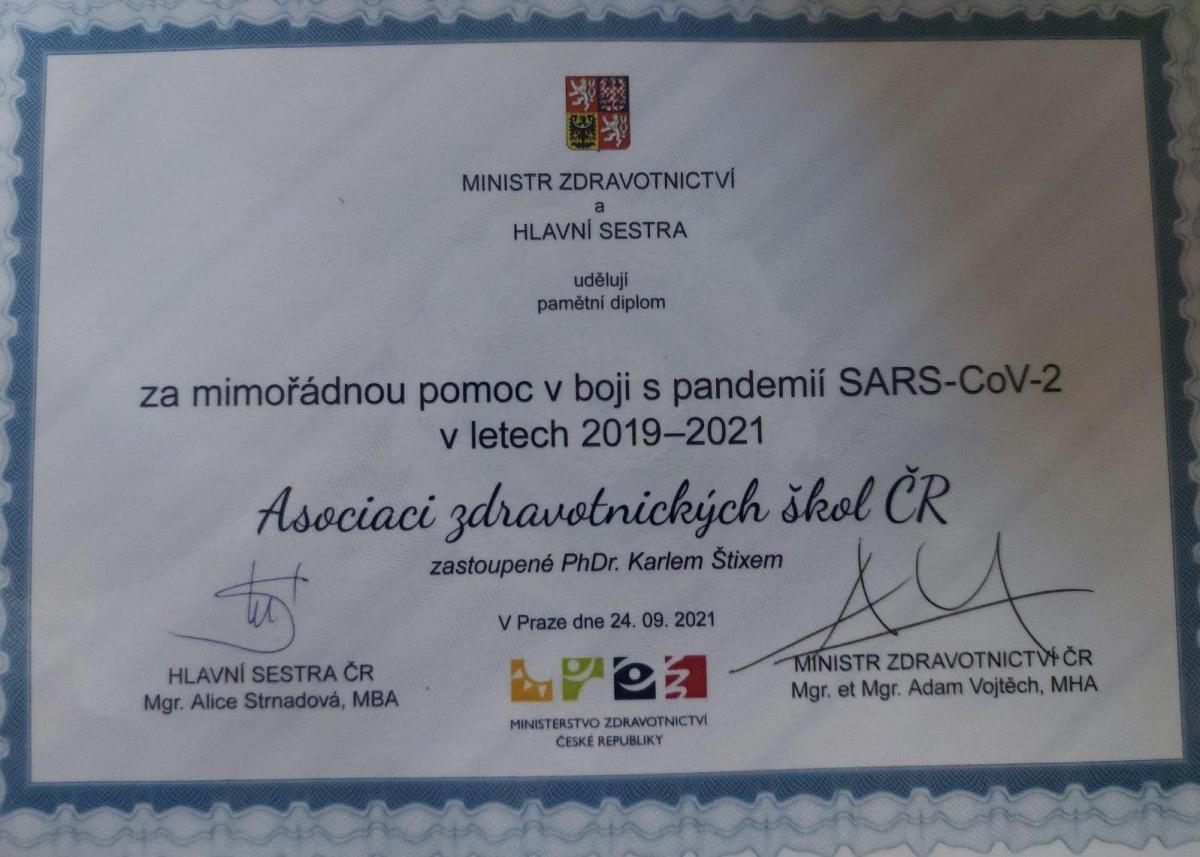 MINISTR ZDRAVOTNICTVÍ
a
HLAVNÍ SESTRA
udělují
pamětní diplom
za mimořádnou pomoc v boji s pandemií SARS-CoV-2
v letech 2019–2021
Asociaci zdravotnických škol ČR
zastoupené PhDr. Karlem Štixem
V Praze dne 24. 09. 2021
HLAVNÍ SESTRA ČR
Mgr. Alice Strnadová, MBA
MINISTR ZDRAVOTNICTVÍ ČR
Mgr. et Mgr. Adam Vojtěch, MHA
MINISTERSTVO ZDRAVOTNICTVÍ
ČESKÉ REPUBLIKY